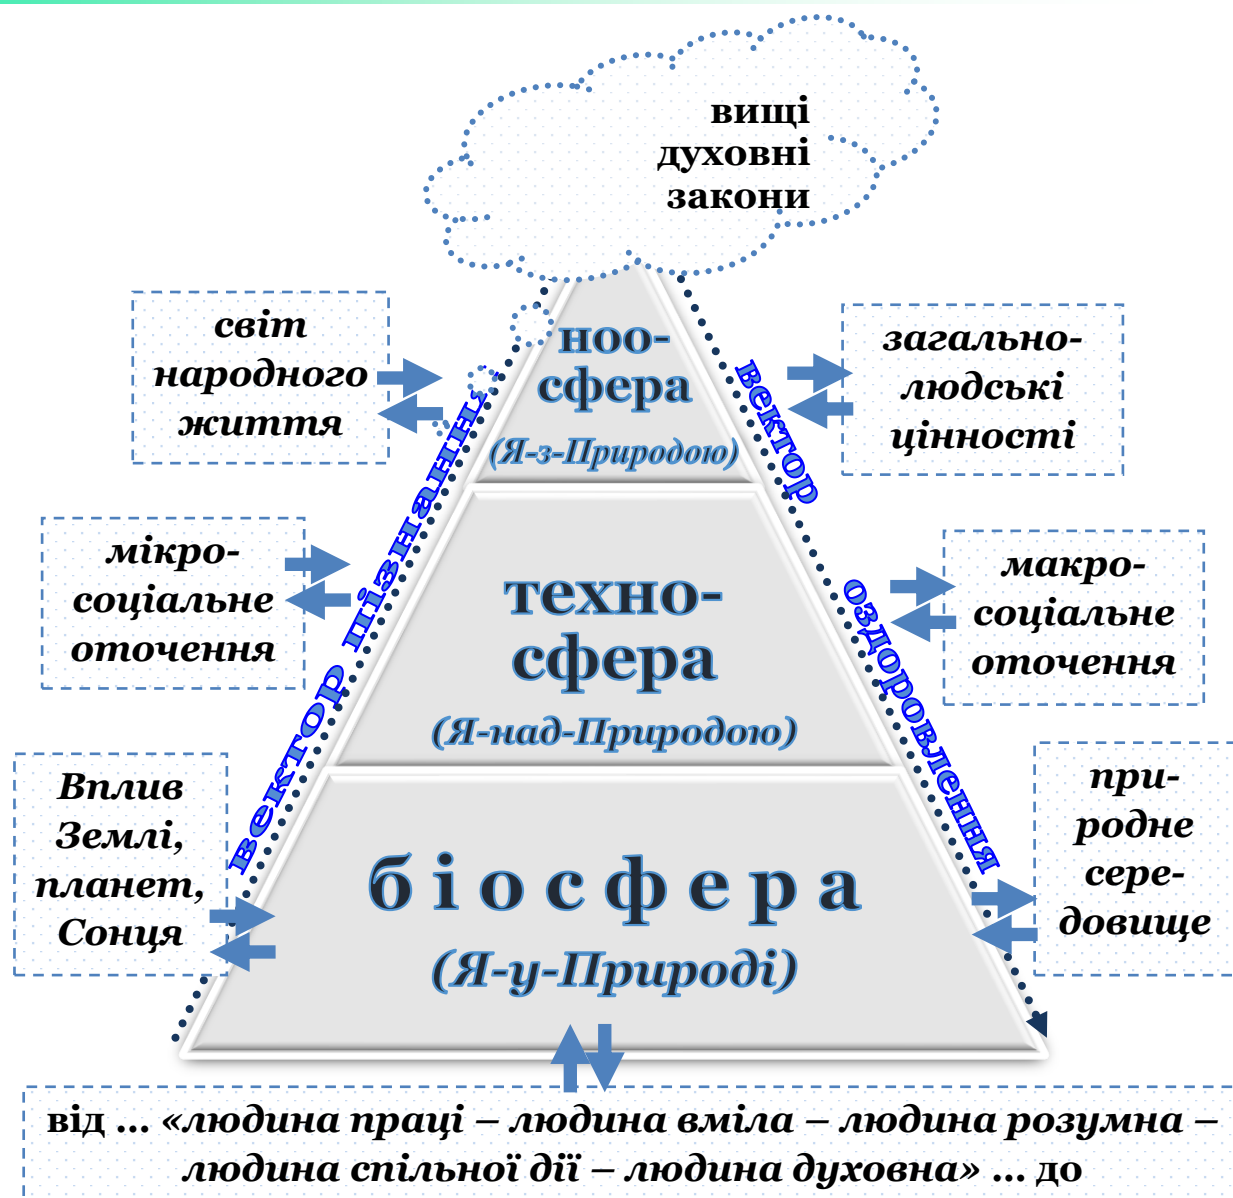 вищі
духовні
закони
світ
народного
життя
ноо-
сфера
(Я-з-Природою)
загально-
людські
цінності
вектор пізнання
вектор оздоровлення
мікро-
соціальне
оточення
техно-
сфера
(Я-над-Природою)
макро-
соціальне
оточення
Вплив
Землі,
планет,
Сонця
біосфера
(Я-у-Природі)
при-
родне
сере-
довище
від ... «людина праці – людина вміла – людина розумна –
людина спільної дії – людина духовна» ... до